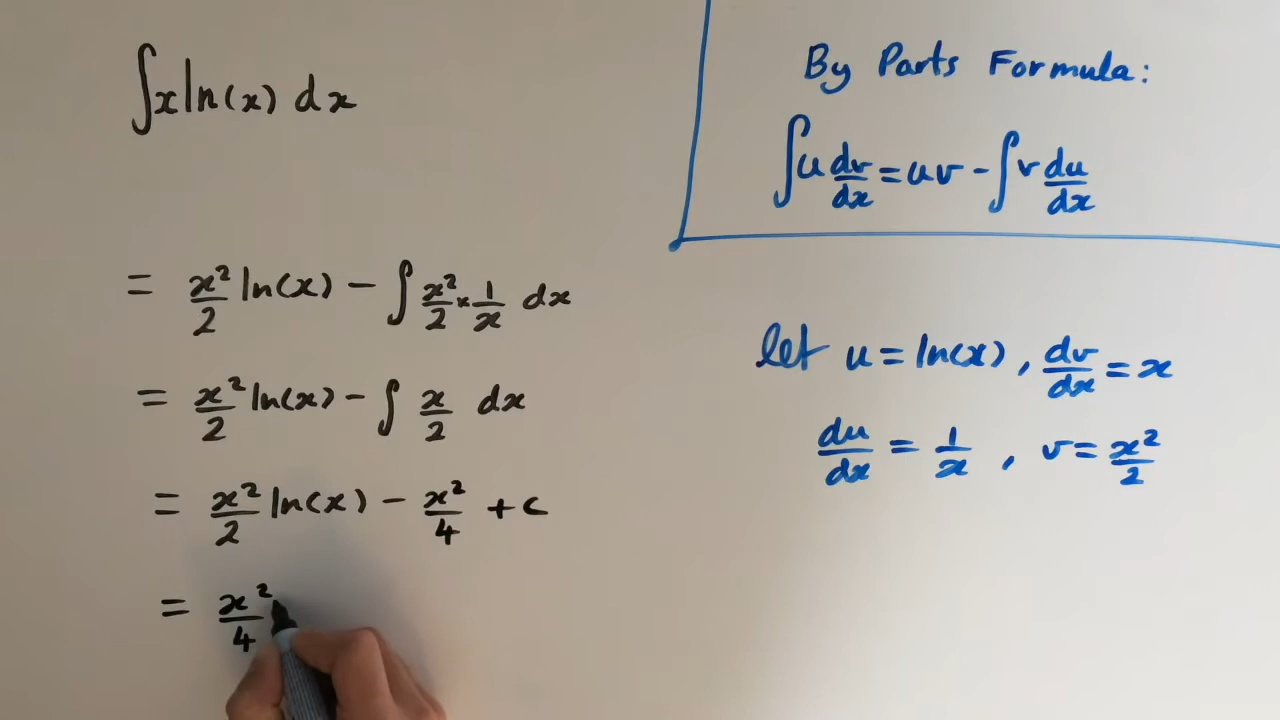 ∫x ln(x) dx
= x²/2 ln(x) - ∫ x²/2 × 1/x dx
= x²/2 ln(x) - ∫ x/2 dx
= x²/2 ln(x) - x²/4 + c
= x²/4
By Parts Formula:
∫u dv/dx = uv - ∫v du/dx
let u = ln(x), dv/dx = x
du/dx = 1/x , v = x²/2